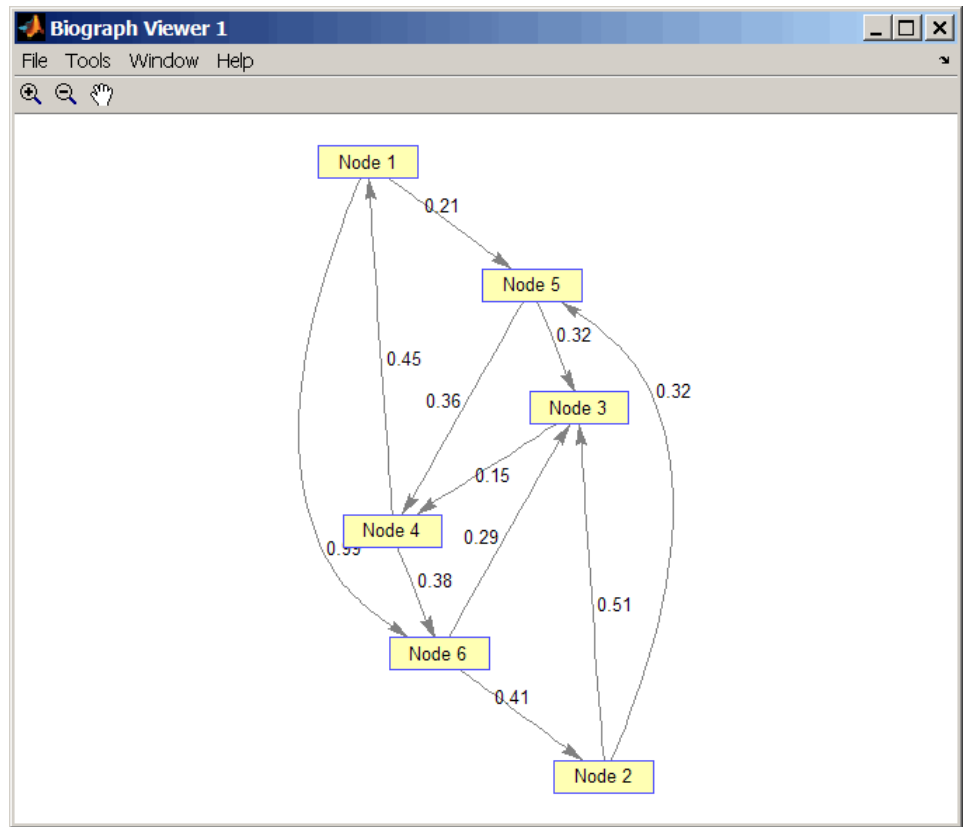 Biograph Viewer 1
File Tools Window Help
Node 1
0.21
Node 5
0.32
0.45
0.32
0.36
Node 3
0.15
Node 4
0.29
0.99
0.38
0.51
Node 6
0.41
Node 2